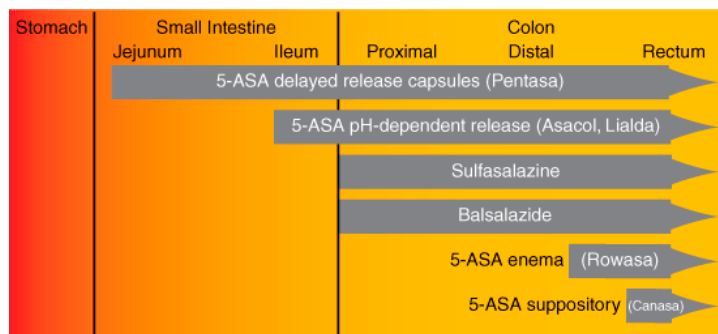 Stomach Small Intestine Colon
Jejunum Ileum Proximal Distal Rectum
5-ASA delayed release capsules (Pentasa)
5-ASA pH-dependent release (Asacol, Lialda)
Sulfasalazine
Balsalazide
5-ASA enema (Rowasa)
5-ASA suppository (Canasa)